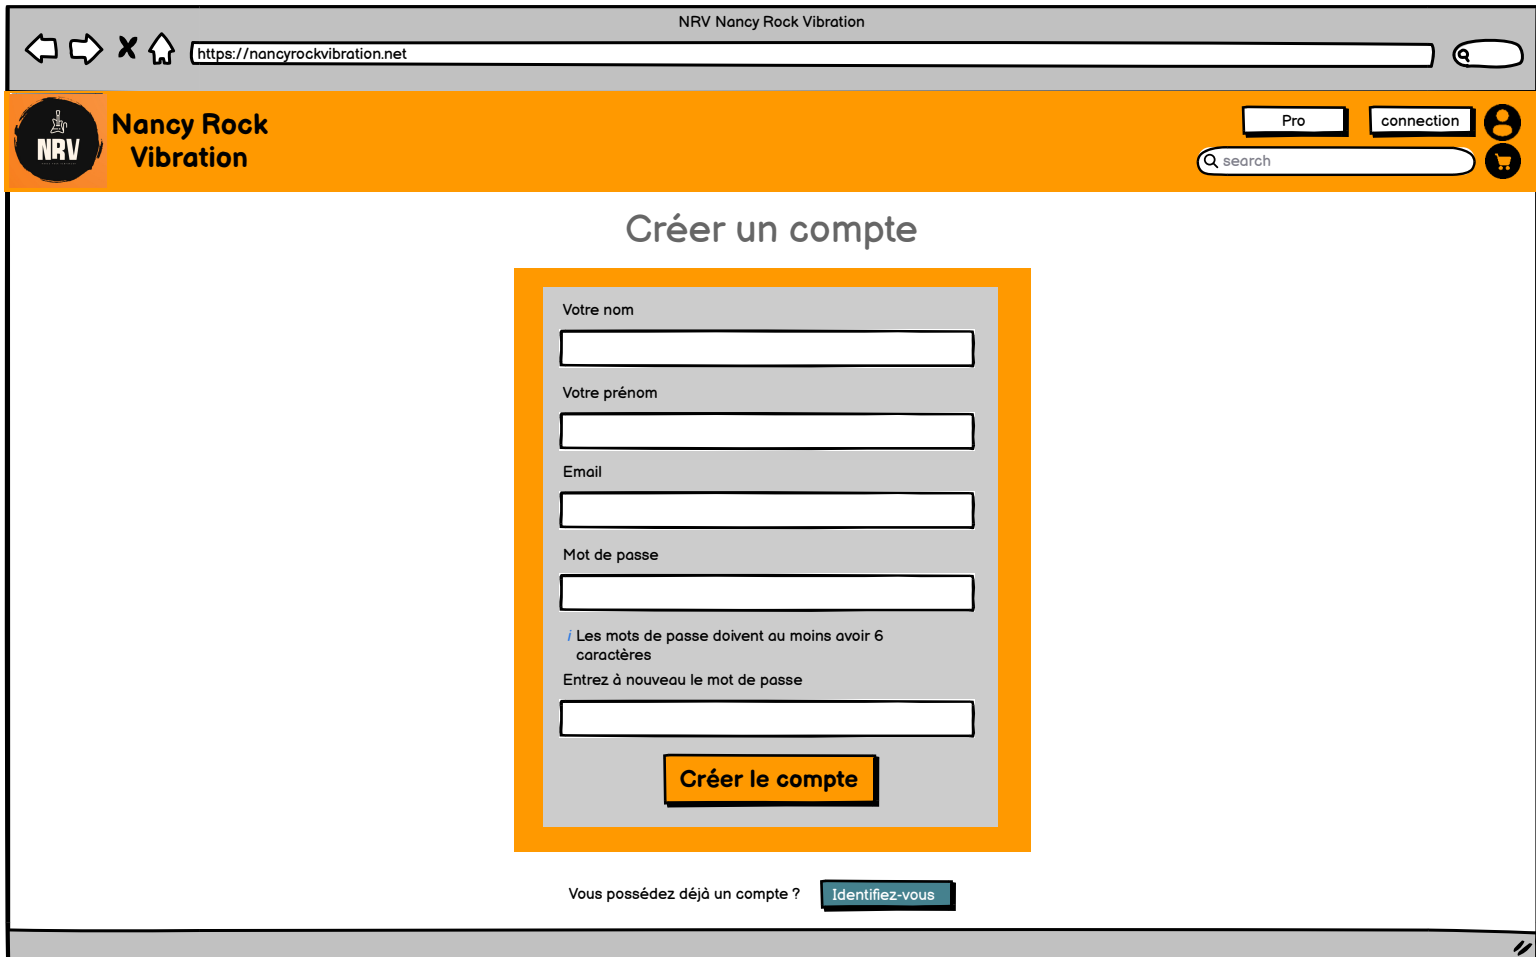 NRV Nancy Rock Vibration
https://nancyrockvibration.net
NRV
Nancy Rock
Vibration
Pro
connection
search
Créer un compte
Votre nom
Votre prénom
Email
Mot de passe
i Les mots de passe doivent au moins avoir 6
caractères
Entrez à nouveau le mot de passe
Créer le compte
Vous possédez déjà un compte ?
Identifiez-vous